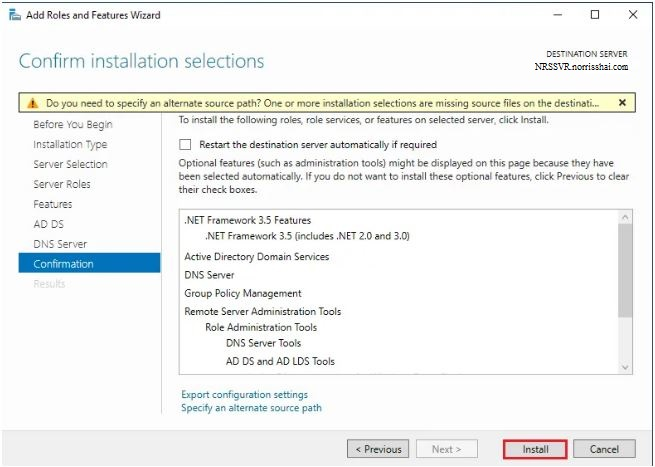 Add Roles and Features Wizard
Confirm installation selections
DESTINATION SERVER
NRSSVR.norrisshai.com
Do you need to specify an alternate source path? One or more installation selections are missing source files on the destinati...
Before You Begin
Installation Type
Server Selection
Server Roles
Features
AD DS
DNS Server
Confirmation
Results
To install the following roles, role services, or features on selected server, click Install.
Restart the destination server automatically if required
Optional features (such as administration tools) might be displayed on this page because they have
been selected automatically. If you do not want to install these optional features, click Previous to clear
their check boxes.
.NET Framework 3.5 Features
.NET Framework 3.5 (includes .NET 2.0 and 3.0)
Active Directory Domain Services
DNS Server
Group Policy Management
Remote Server Administration Tools
Role Administration Tools
DNS Server Tools
AD DS and AD LDS Tools
Export configuration settings
Specify an alternate source path
< Previous
Next >
Install
Cancel